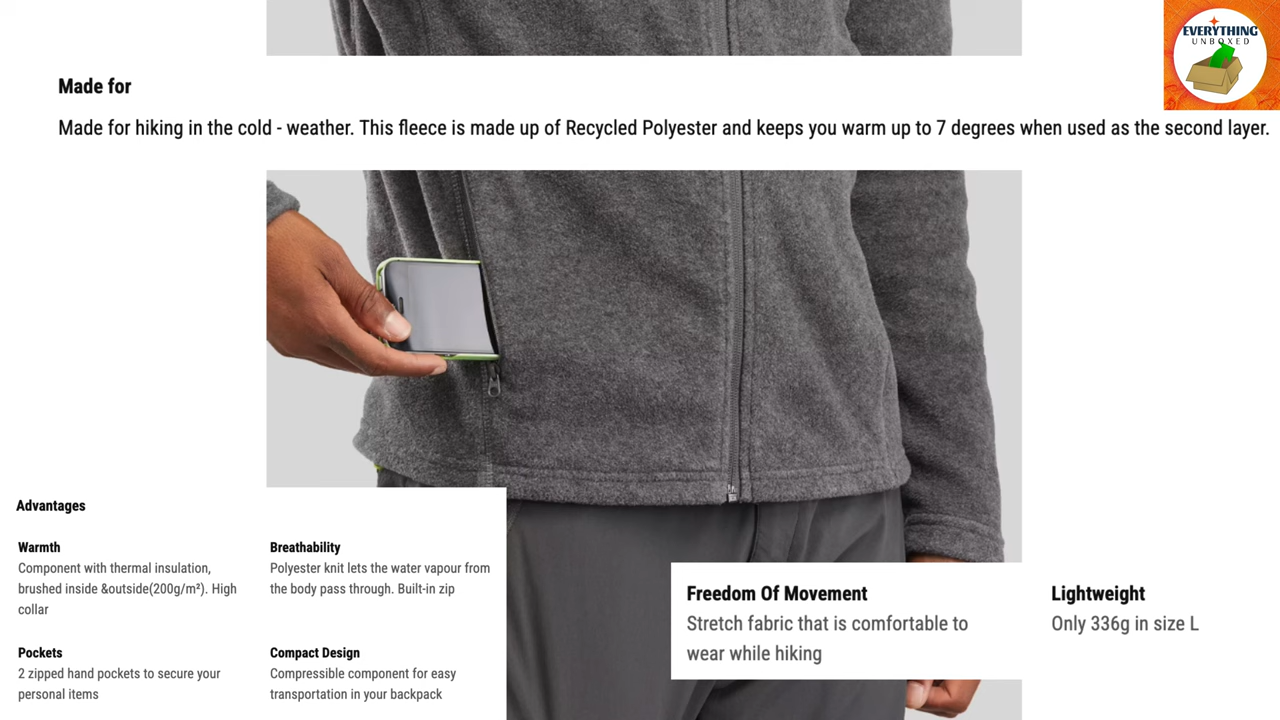 EVERYTHING
UNBOXED
Made for
Made for hiking in the cold - weather. This fleece is made up of Recycled Polyester and keeps you warm up to 7 degrees when used as the second layer.
Advantages
Warmth
Component with thermal insulation,
brushed inside &outside(200g/m²). High
collar
Breathability
Polyester knit lets the water vapour from
the body pass through. Built-in zip
Pockets
2 zipped hand pockets to secure your
personal items
Compact Design
Compressible component for easy
transportation in your backpack
Freedom Of Movement
Stretch fabric that is comfortable to
wear while hiking
Lightweight
Only 336g in size L